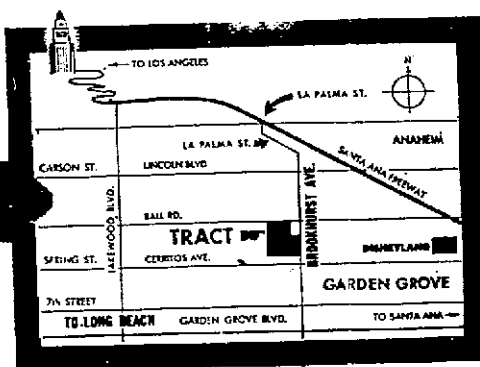 TO LOS ANGELES
N
LA PALMA ST.
LA PALMA ST.
ANAHEIM
SANTA ANA FREEWAY
CARSON ST.
LINCOLN BLVD
LAKEWOOD BLVD.
BROOKHURST AVE.
BALL RD.
TRACT
DISNEYLAND
SPRING ST.
CERRITOS AVE.
GARDEN GROVE
7th STREET
TO LONG BEACH
GARDEN GROVE BLVD.
TO SANTA ANA